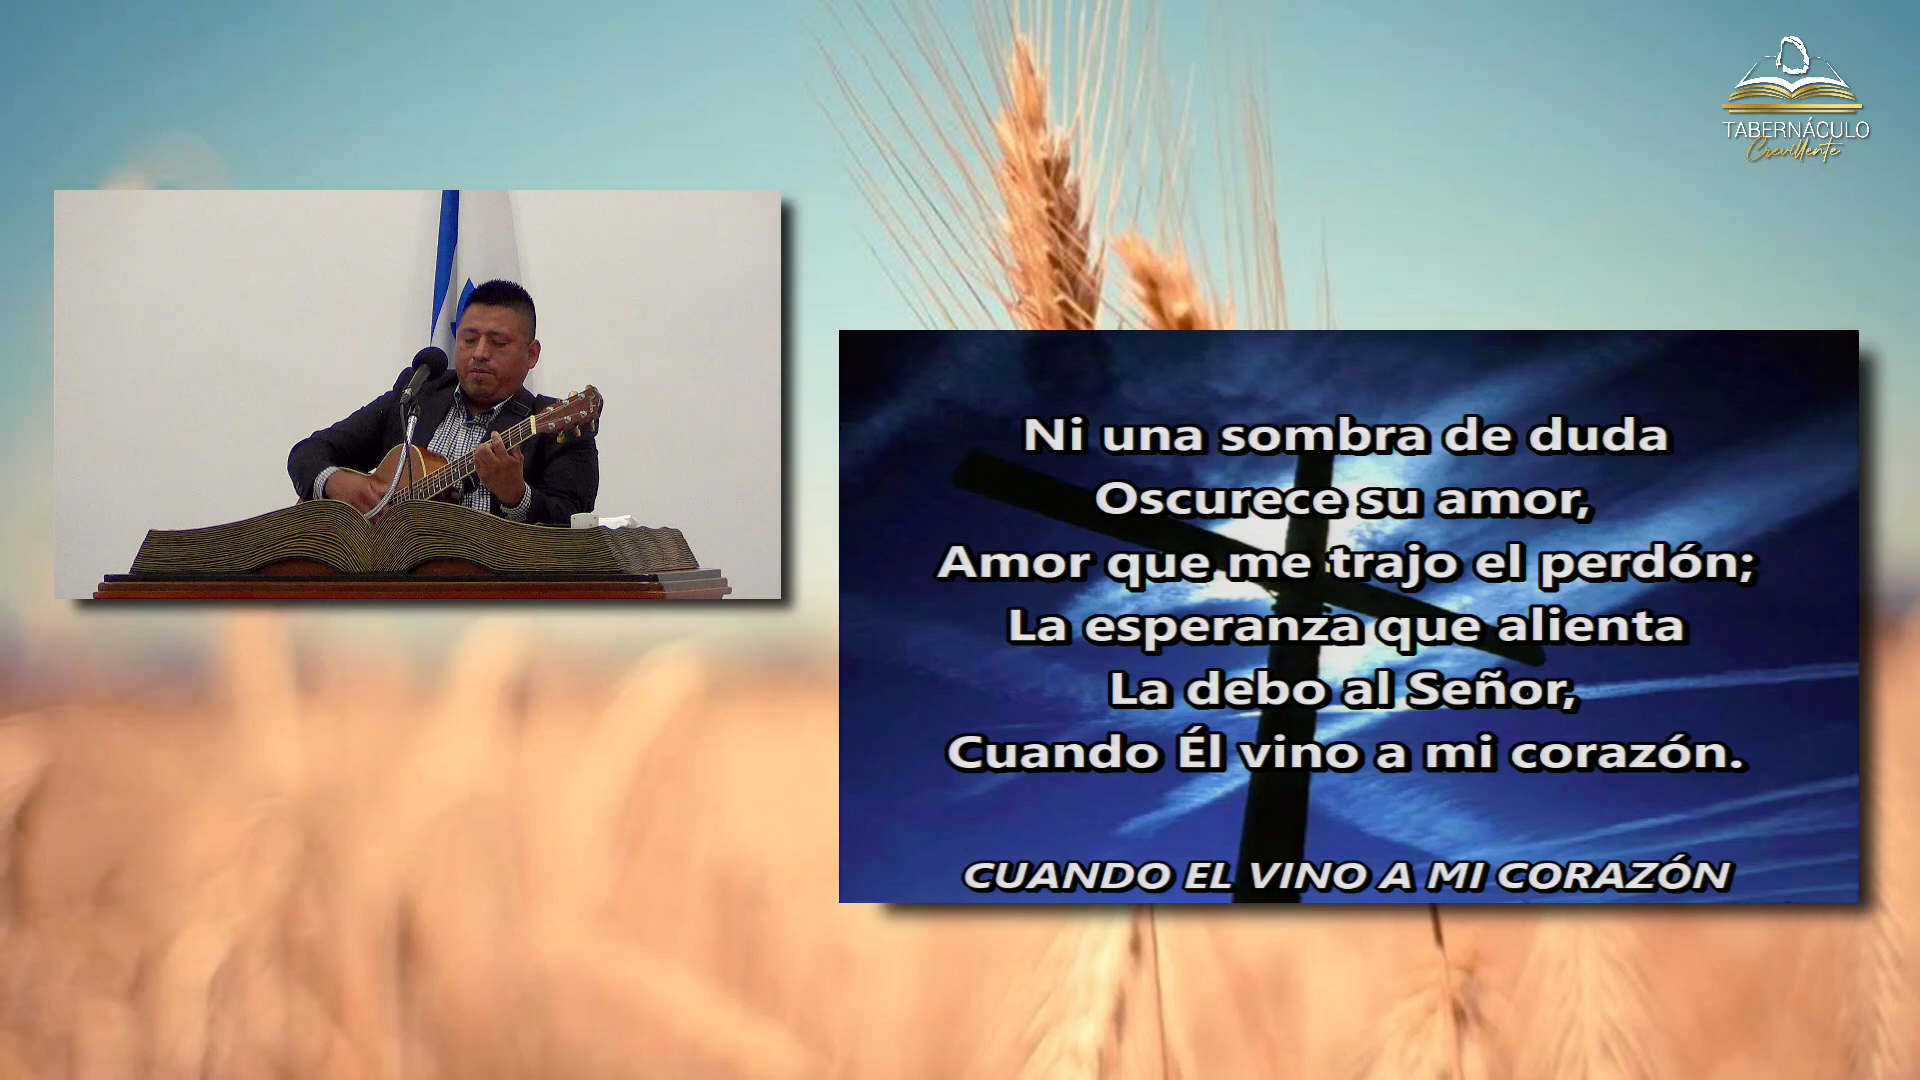 TABERNÁCULO
Crevillente
Ni una sombra de duda
Oscurece su amor,
Amor que me trajo el perdón;
La esperanza que alienta
La debo al Señor,
Cuando Él vino a mi corazón.
CUANDO EL VINO A MI CORAZÓN